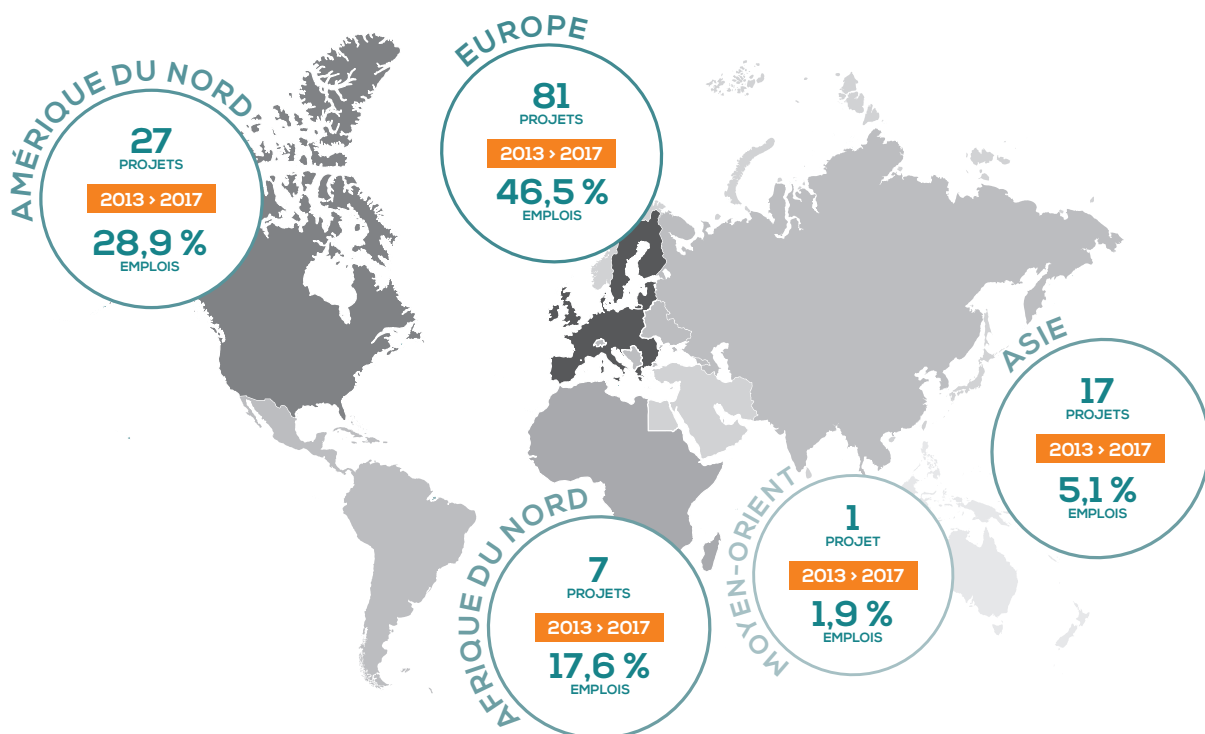 AMÉRIQUE DU NORD
27
PROJETS
2013 › 2017
28,9 %
EMPLOIS
EUROPE
81
PROJETS
2013 › 2017
46,5 %
EMPLOIS
ASIE
17
PROJETS
2013 › 2017
5,1 %
EMPLOIS
AFRIQUE DU NORD
7
PROJETS
2013 › 2017
17,6 %
EMPLOIS
MOYEN-ORIENT
1
PROJET
2013 › 2017
1,9 %
EMPLOIS